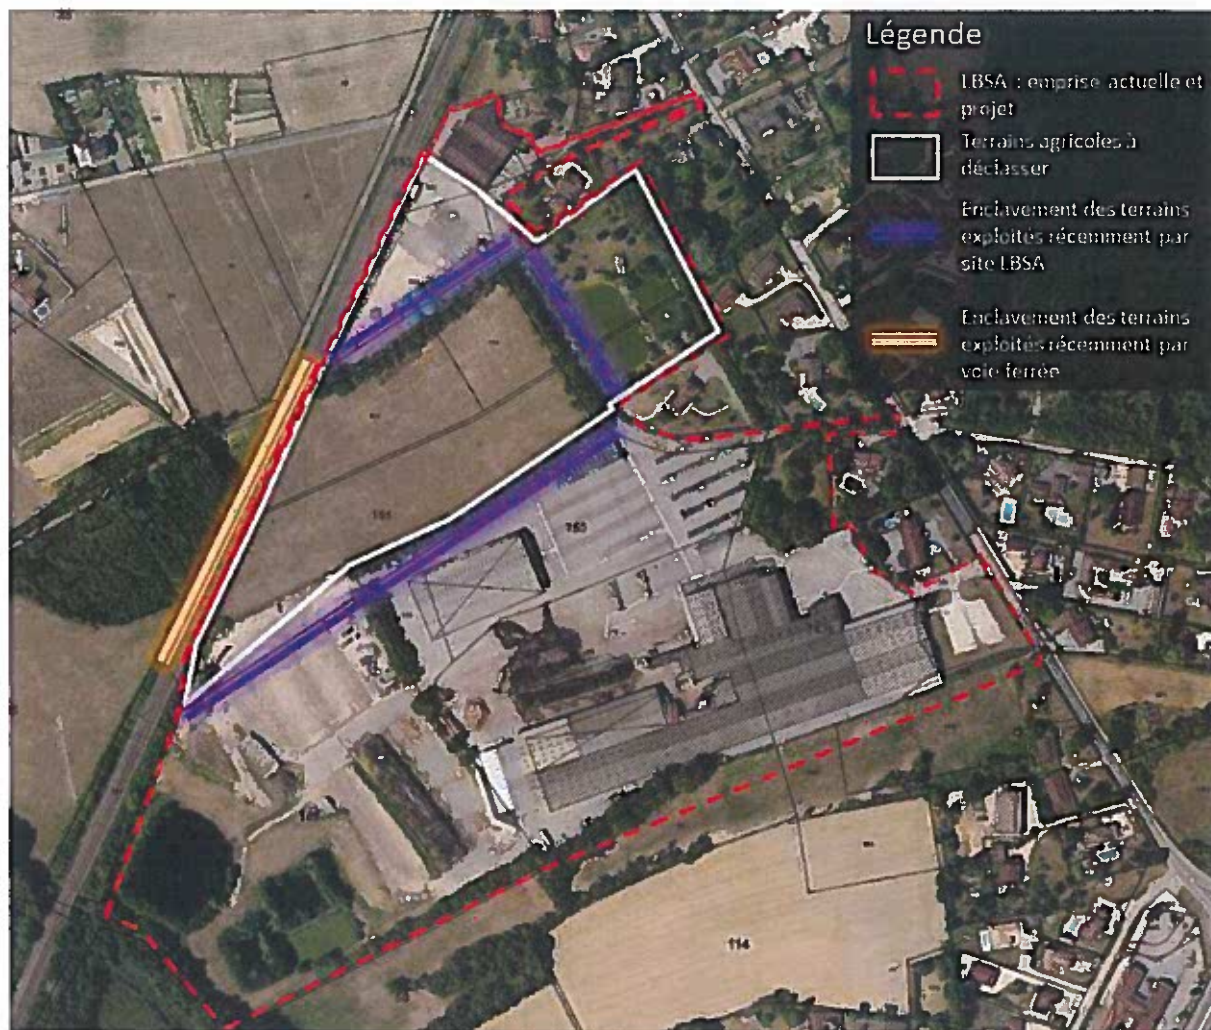 Légende
LBSA : emprise actuelle et
projet
Terrains agricoles à
déclasser
Enclavement des terrains
exploités récemment par
site LBSA
Enclavement des terrains
exploités récemment par
voie ferrée
114